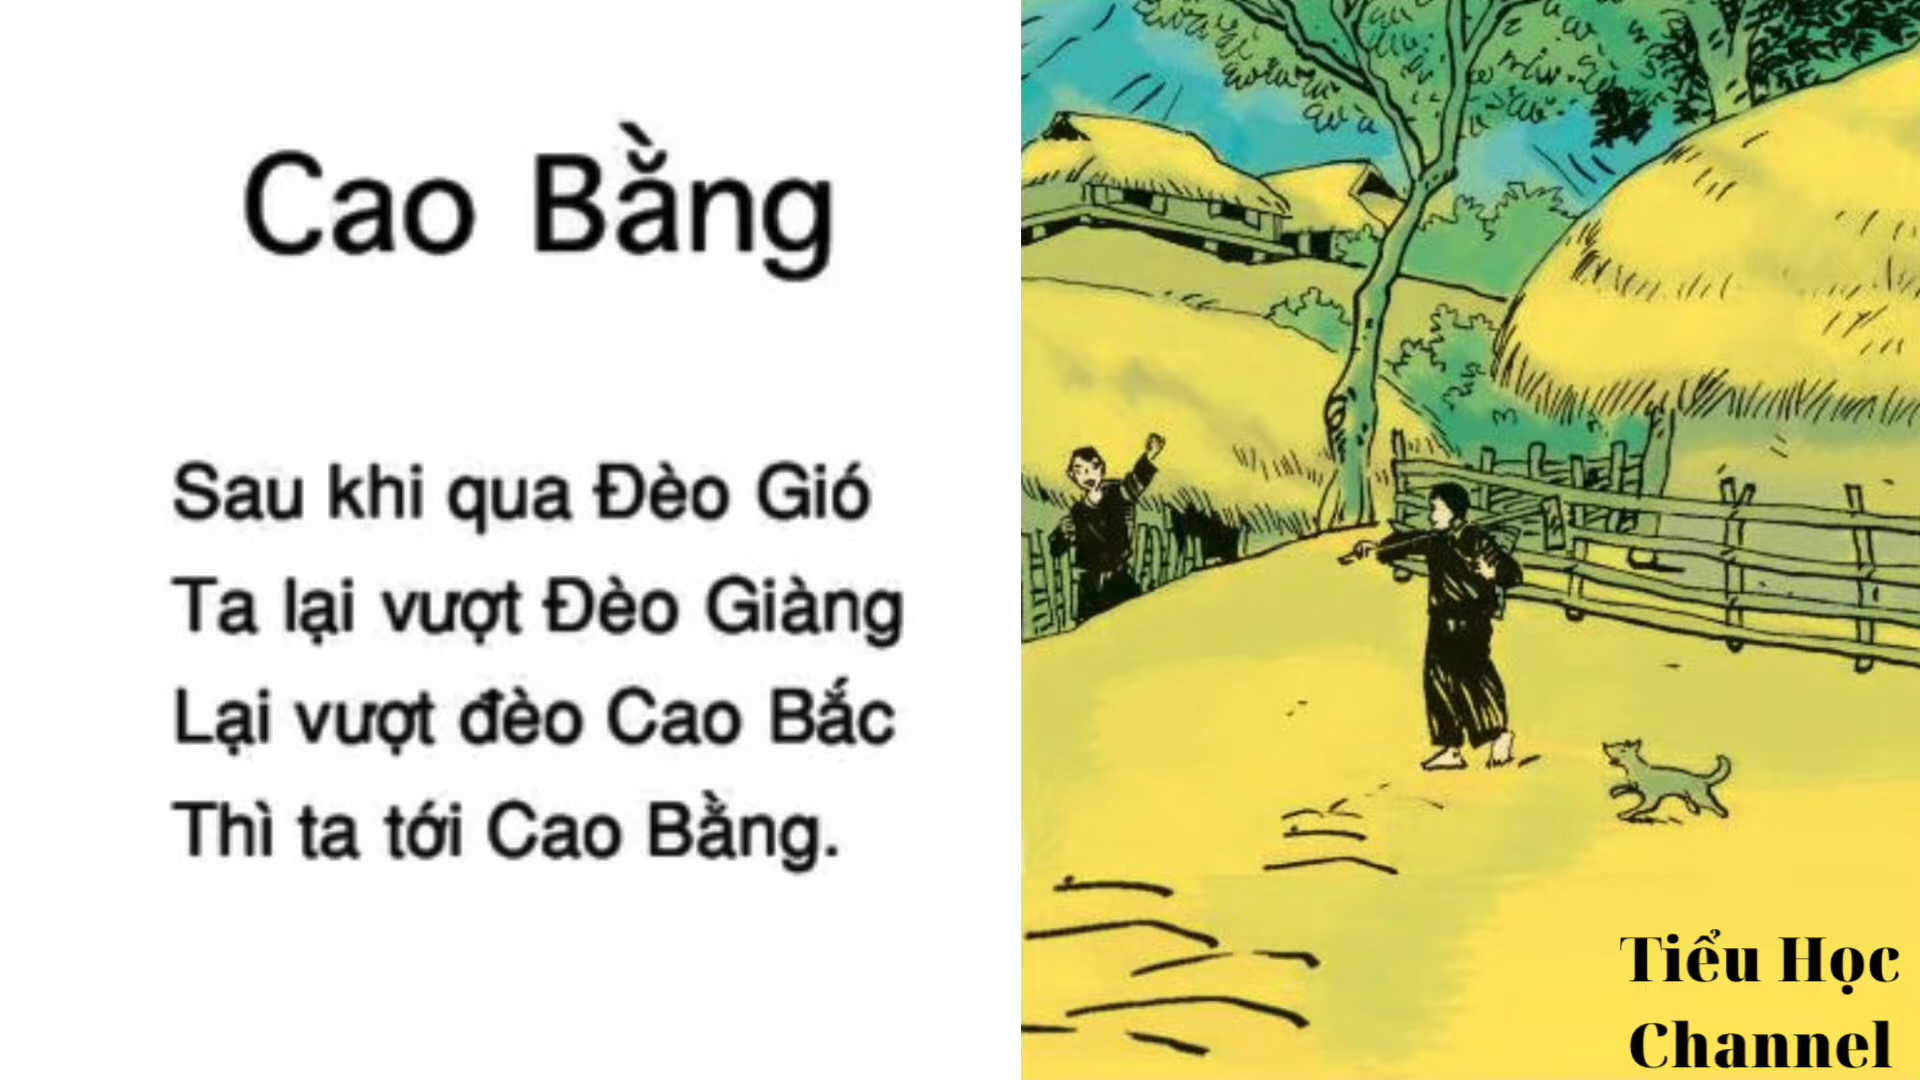 Cao Bằng
Sau khi qua Đèo Gió
Ta lại vượt Đèo Giàng
Lại vượt đèo Cao Bắc
Thì ta tới Cao Bằng.
Tiểu Học
Channel